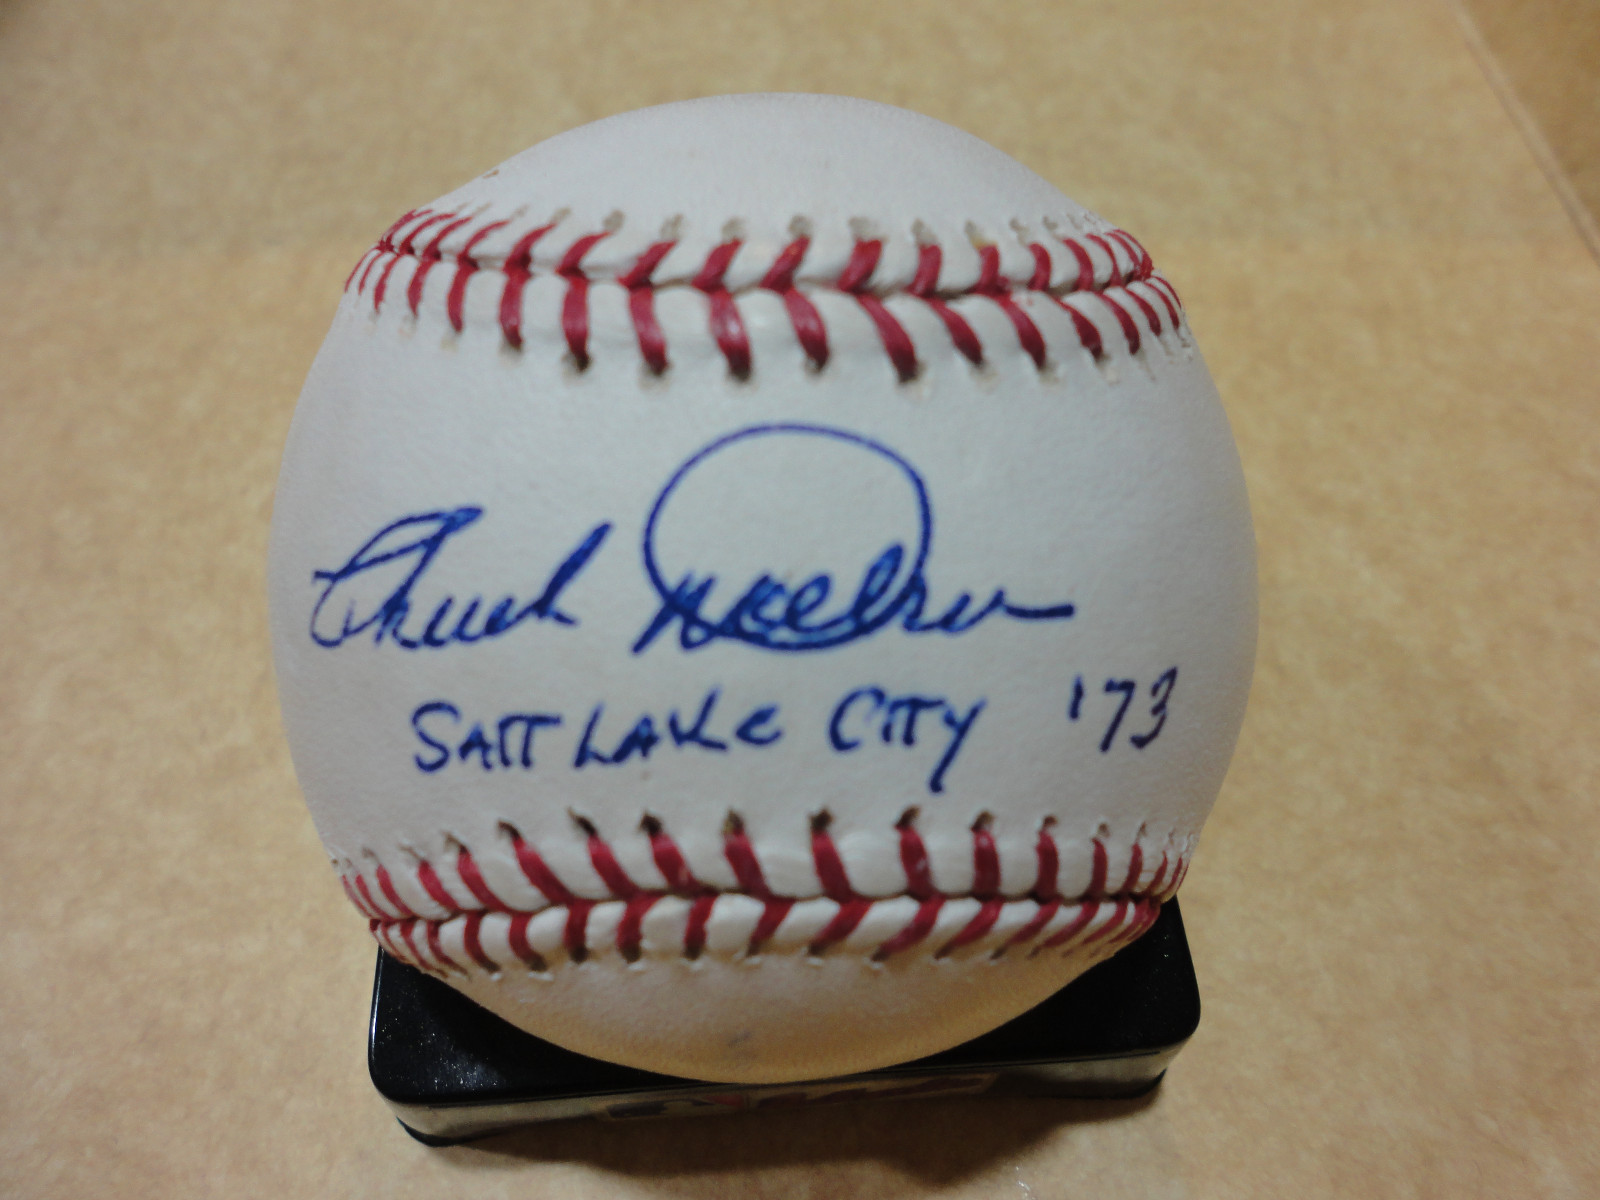 Chuck
SALT LAKE CITY '73